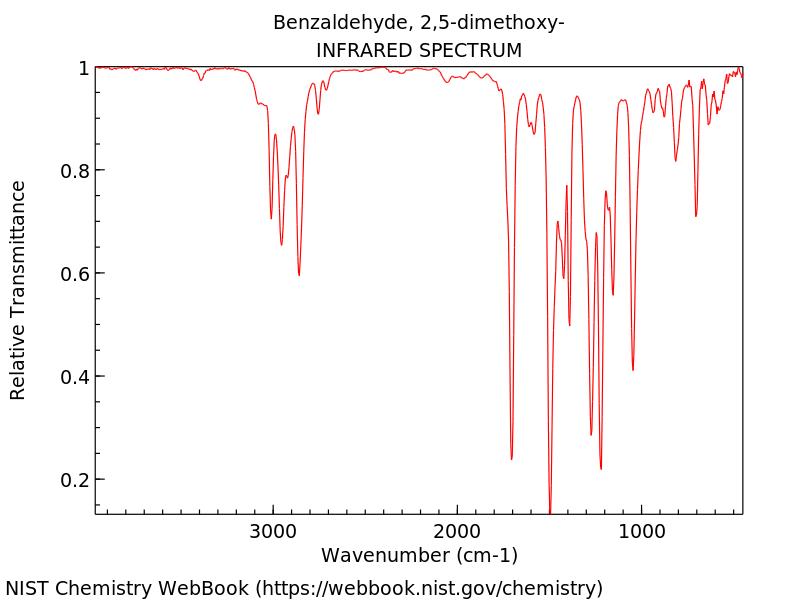 Benzaldehyde, 2,5-dimethoxy-
INFRARED SPECTRUM
1
0.8
0.6
0.4
0.2
Relative Transmittance
3000 2000 1000
Wavenumber (cm-1)
NIST Chemistry WebBook (https://webbook.nist.gov/chemistry)